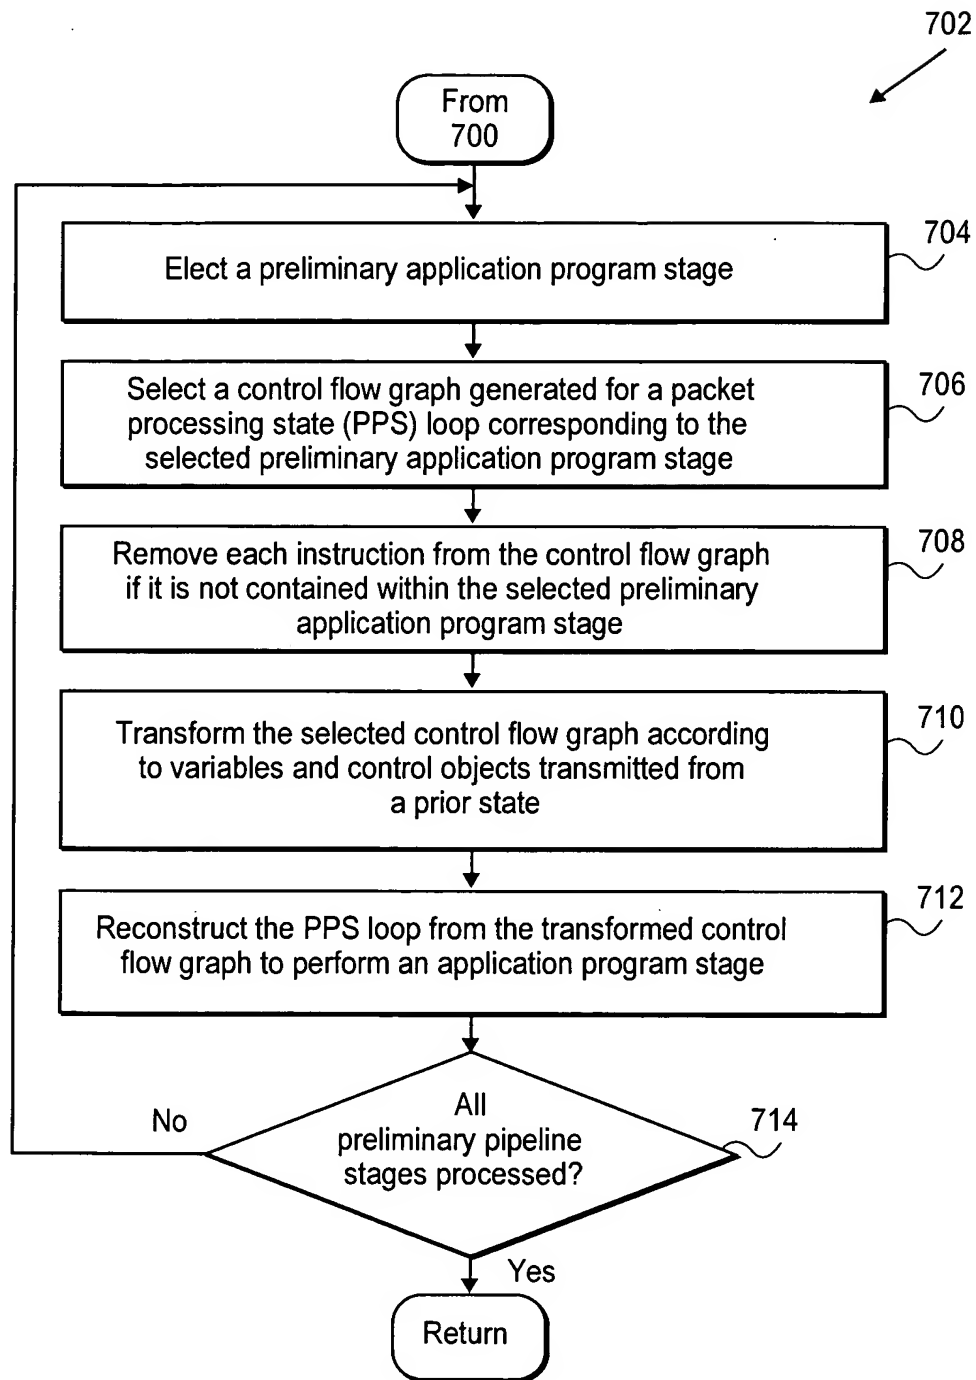 702
From
700
Elect a preliminary application program stage
704
Select a control flow graph generated for a packet
processing state (PPS) loop corresponding to the
selected preliminary application program stage
706
Remove each instruction from the control flow graph
if it is not contained within the selected preliminary
application program stage
708
Transform the selected control flow graph according
to variables and control objects transmitted from
a prior state
710
Reconstruct the PPS loop from the transformed control
flow graph to perform an application program stage
712
All
preliminary pipeline
stages processed?
714
No
Yes
Return